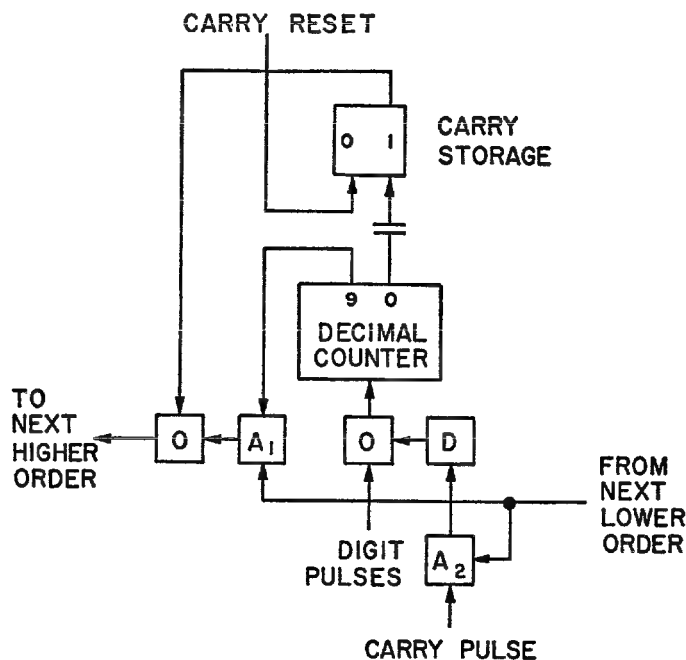 CARRY RESET
0 1
CARRY
STORAGE
9 0
DECIMAL
COUNTER
TO
NEXT
HIGHER
ORDER
O
A1
O
D
FROM
NEXT
LOWER
ORDER
DIGIT
PULSES
A2
CARRY PULSE